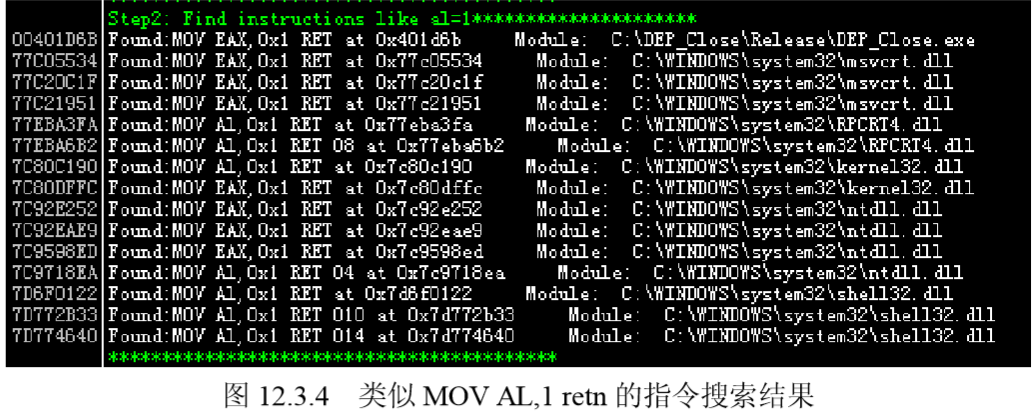 Step2: Find instructions like al=1*********************
00401D6B Found:MOV EAX,0x1 RET at 0x401d6b Module: C:\DEP_Close\Release\DEP_Close.exe
77C05534 Found:MOV EAX,0x1 RET at 0x77c05534 Module: C:\WINDOWS\system32\msvcrt.dll
77C20C1F Found:MOV EAX,0x1 RET at 0x77c20c1f Module: C:\WINDOWS\system32\msvcrt.dll
77C21951 Found:MOV EAX,0x1 RET at 0x77c21951 Module: C:\WINDOWS\system32\msvcrt.dll
77EBA3FA Found:MOV Al,0x1 RET at 0x77eba3fa Module: C:\WINDOWS\system32\RPCRT4.dll
77EBA6B2 Found:MOV Al,0x1 RET 08 at 0x77eba6b2 Module: C:\WINDOWS\system32\RPCRT4.dll
7C80C190 Found:MOV Al,0x1 RET at 0x7c80c190 Module: C:\WINDOWS\system32\kernel32.dll
7C80DFFC Found:MOV EAX,0x1 RET at 0x7c80dffc Module: C:\WINDOWS\system32\kernel32.dll
7C92E252 Found:MOV EAX,0x1 RET at 0x7c92e252 Module: C:\WINDOWS\system32\ntdll.dll
7C92EAE9 Found:MOV EAX,0x1 RET at 0x7c92eae9 Module: C:\WINDOWS\system32\ntdll.dll
7C9598ED Found:MOV EAX,0x1 RET at 0x7c9598ed Module: C:\WINDOWS\system32\ntdll.dll
7C9718EA Found:MOV Al,0x1 RET 04 at 0x7c9718ea Module: C:\WINDOWS\system32\ntdll.dll
7D6F0122 Found:MOV Al,0x1 RET at 0x7d6f0122 Module: C:\WINDOWS\system32\shell32.dll
7D772B33 Found:MOV Al,0x1 RET 010 at 0x7d772b33 Module: C:\WINDOWS\system32\shell32.dll
7D774640 Found:MOV Al,0x1 RET 014 at 0x7d774640 Module: C:\WINDOWS\system32\shell32.dll
******************************************
图 12.3.4 类似 MOV AL,1 retn 的指令搜索结果